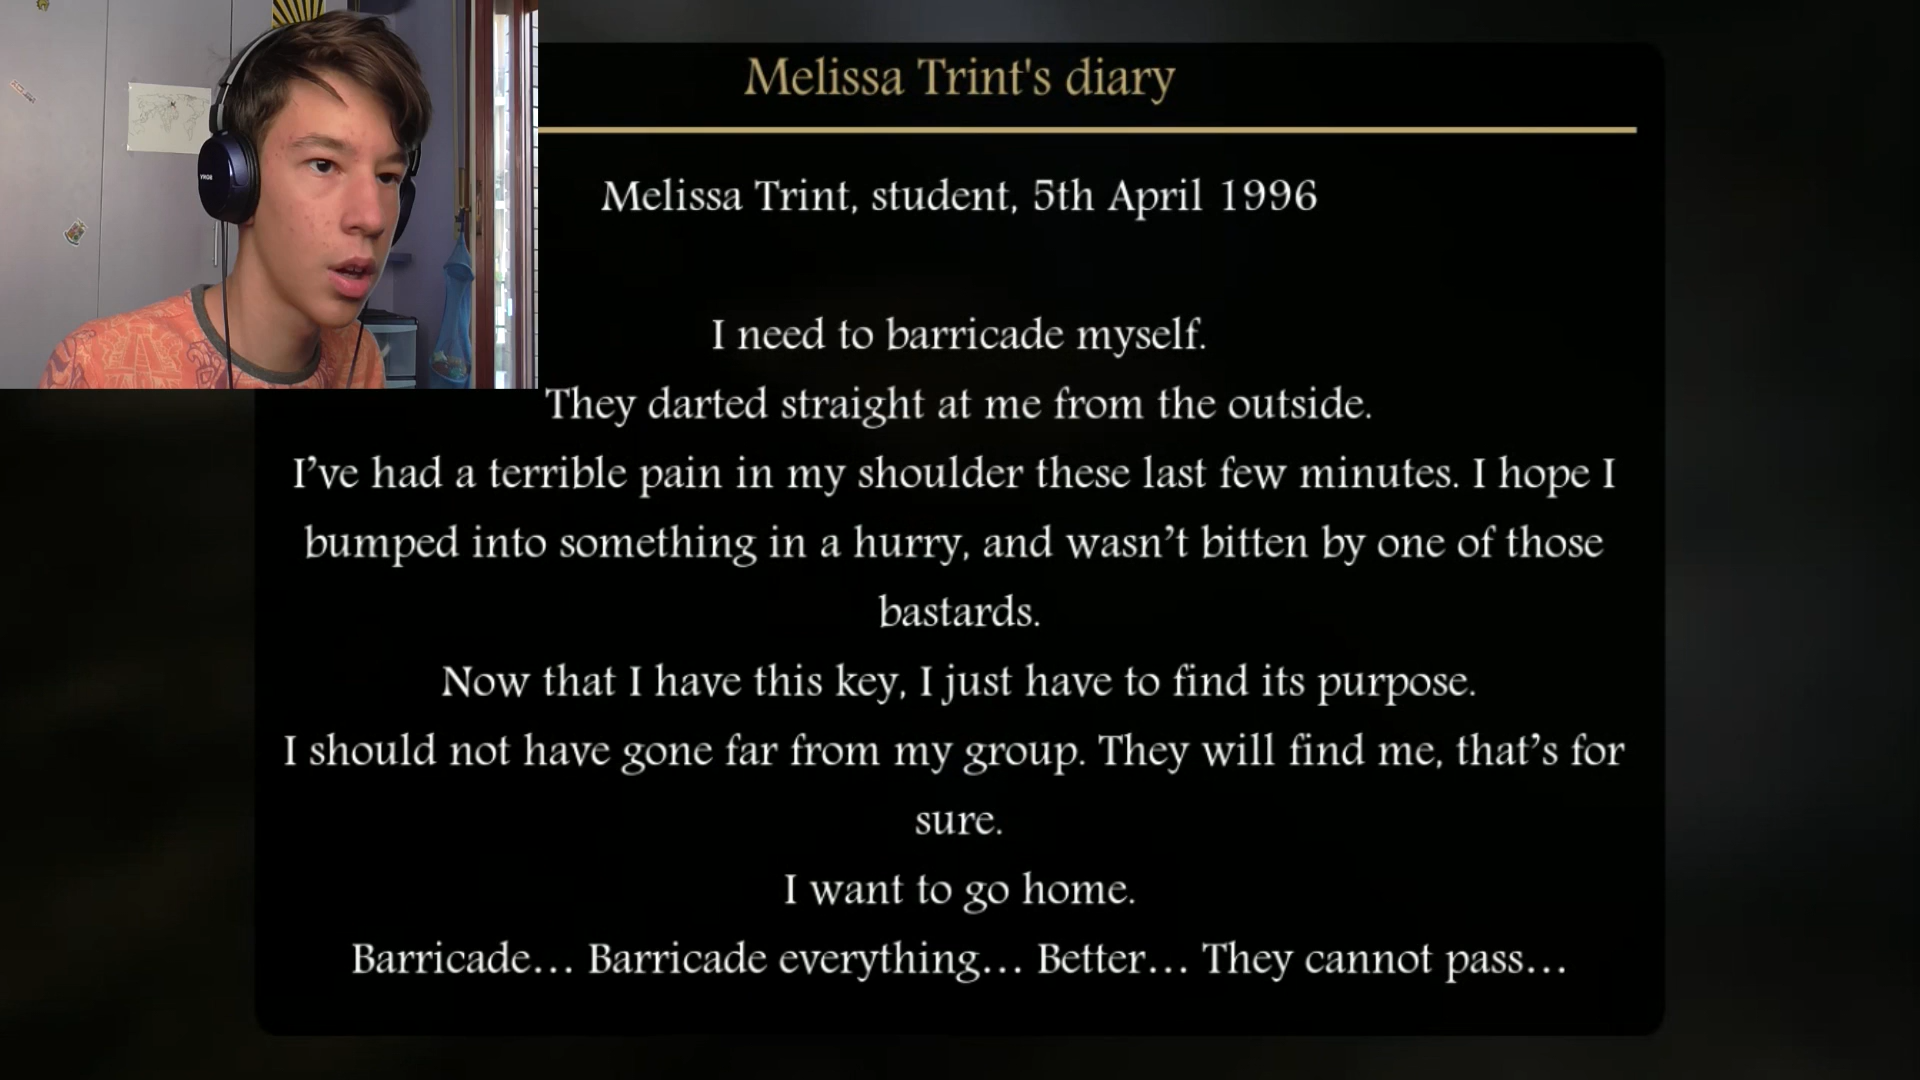 Melissa Trint's diary
Melissa Trint, student, 5th April 1996
I need to barricade myself.
They darted straight at me from the outside.
I’ve had a terrible pain in my shoulder these last few minutes. I hope I
bumped into something in a hurry, and wasn’t bitten by one of those
bastards.
Now that I have this key, I just have to find its purpose.
I should not have gone far from my group. They will find me, that’s for
sure.
I want to go home.
Barricade… Barricade everything… Better… They cannot pass…